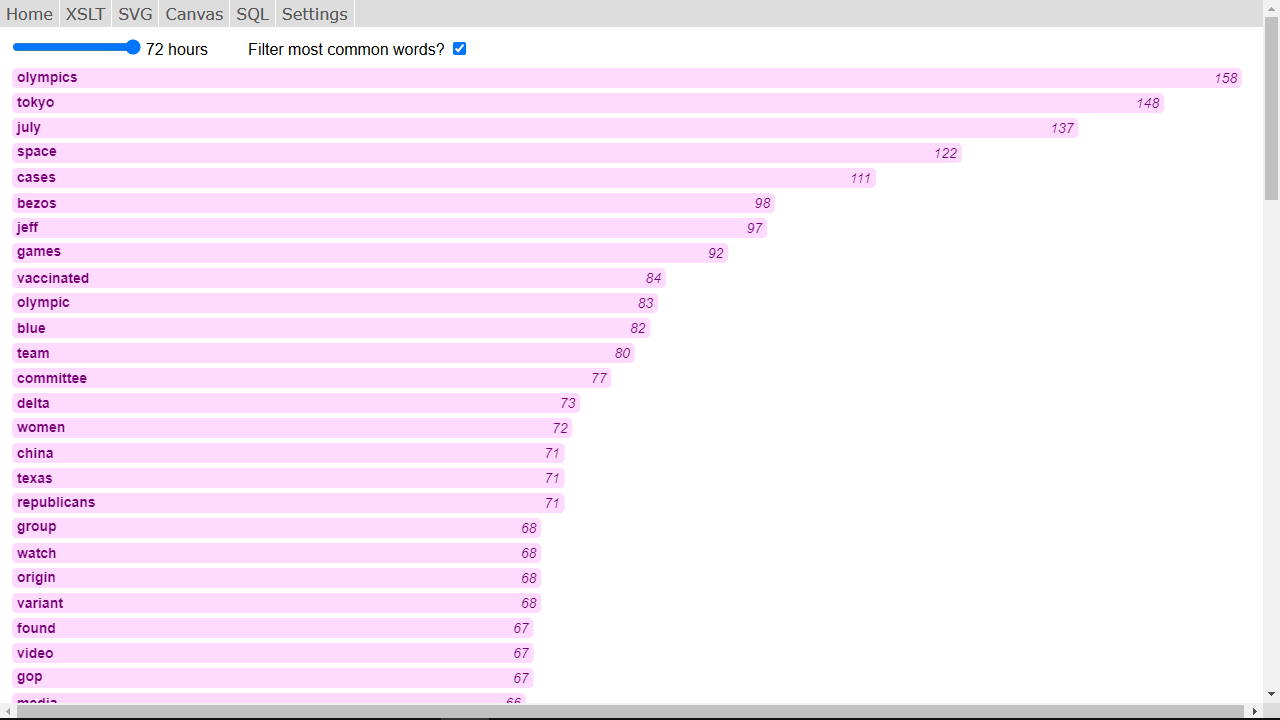 Home XSLT SVG Canvas SQL Settings
72 hours Filter most common words?
olympics 158
tokyo 148
july 137
space 122
cases 111
bezos 98
jeff 97
games 92
vaccinated 84
olympic 83
blue 82
team 80
committee 77
delta 73
women 72
china 71
texas 71
republicans 71
group 68
watch 68
origin 68
variant 68
found 67
video 67
gop 67
media 66